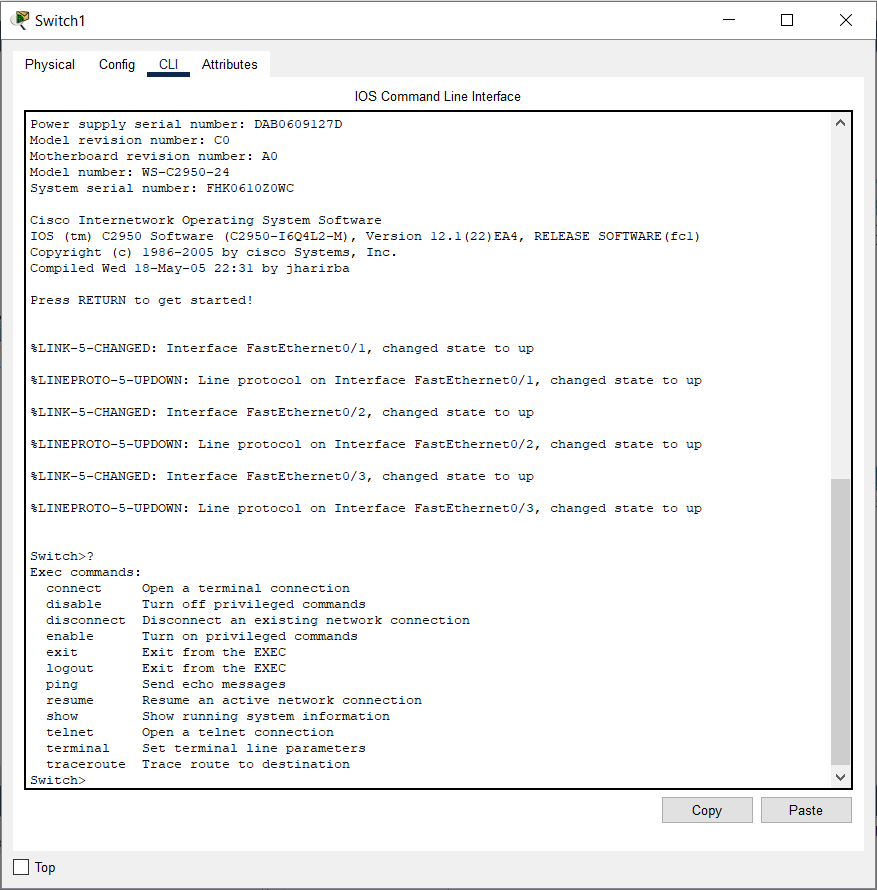 Switch1
Physical Config CLI Attributes
IOS Command Line Interface
Power supply serial number: DAB0609127D
Model revision number: C0
Motherboard revision number: A0
Model number: WS-C2950-24
System serial number: FHK0610Z0WC
Cisco Internetwork Operating System Software
IOS (tm) C2950 Software (C2950-I6Q4L2-M), Version 12.1(22)EA4, RELEASE SOFTWARE(fc1)
Copyright (c) 1986-2005 by cisco Systems, Inc.
Compiled Wed 18-May-05 22:31 by jharirba
Press RETURN to get started!
%LINK-5-CHANGED: Interface FastEthernet0/1, changed state to up
%LINEPROTO-5-UPDOWN: Line protocol on Interface FastEthernet0/1, changed state to up
%LINK-5-CHANGED: Interface FastEthernet0/2, changed state to up
%LINEPROTO-5-UPDOWN: Line protocol on Interface FastEthernet0/2, changed state to up
%LINK-5-CHANGED: Interface FastEthernet0/3, changed state to up
%LINEPROTO-5-UPDOWN: Line protocol on Interface FastEthernet0/3, changed state to up
Switch>?
Exec commands:
connect Open a terminal connection
disable Turn off privileged commands
disconnect Disconnect an existing network connection
enable Turn on privileged commands
exit Exit from the EXEC
logout Exit from the EXEC
ping Send echo messages
resume Resume an active network connection
show Show running system information
telnet Open a telnet connection
terminal Set terminal line parameters
traceroute Trace route to destination
Switch>
Copy Paste
Top